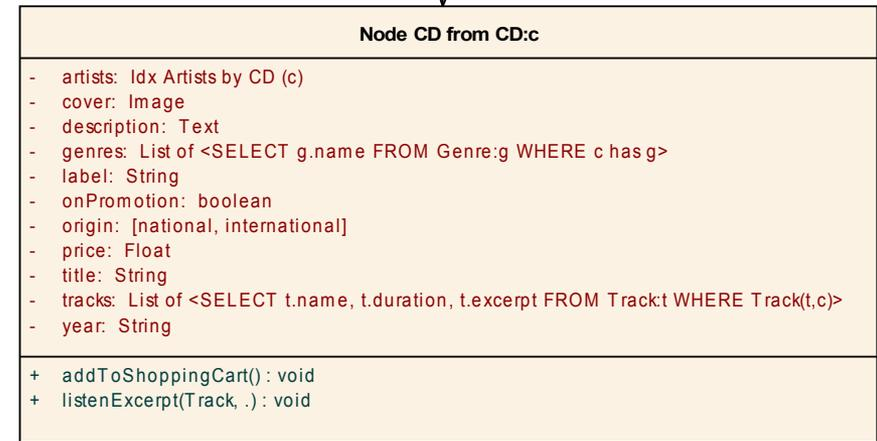 Node CD from CD:c
- artists: Idx Artists by CD (c)
- cover: Image
- description: Text
- genres: List of <SELECT g.name FROM Genre:g WHERE c has g>
- label: String
- onPromotion: boolean
- origin: [national, international]
- price: Float
- title: String
- tracks: List of <SELECT t.name, t.duration, t.excerpt FROM Track:t WHERE Track(t,c)>
- year: String
+ addToShoppingCart() : void
+ listenExcerpt(Track, .) : void